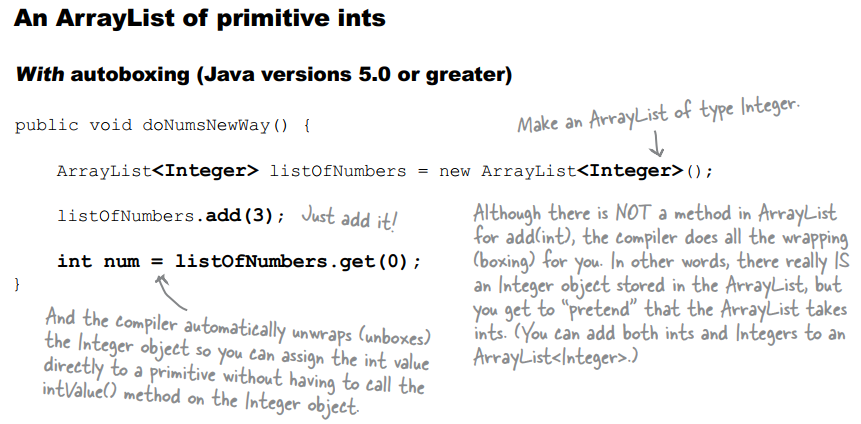 An ArrayList of primitive ints
With autoboxing (Java versions 5.0 or greater)
public void doNumsNewWay() {
Make an ArrayList of type Integer.
ArrayList<Integer> listOfNumbers = new ArrayList<Integer>();
listOfNumbers.add(3);
Just add it!
int num = listOfNumbers.get(0);
}
And the compiler automatically unwraps (unboxes)
the Integer object so you can assign the int value
directly to a primitive without having to call the
intValue() method on the Integer object.
Although there is NOT a method in ArrayList
for add(int), the compiler does all the wrapping
(boxing) for you. In other words, there really IS
an Integer object stored in the ArrayList, but
you get to "pretend" that the ArrayList takes
ints. (You can add both ints and Integers to an
ArrayList<Integer>.)